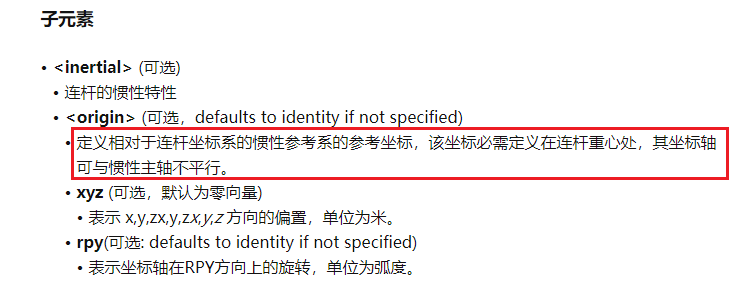 子元素
• <inertial> (可选)
• 连杆的惯性特性
• <origin> (可选，defaults to identity if not specified)
• 定义相对于连杆坐标系的惯性参考系的参考坐标，该坐标必需定义在连杆重心处，其坐标轴
可与惯性主轴不平行。
• xyz (可选，默认为零向量)
• 表示 x,y,zx,y,zx,y,z 方向的偏置，单位为米。
• rpy(可选: defaults to identity if not specified)
• 表示坐标轴在RPY方向上的旋转，单位为弧度。